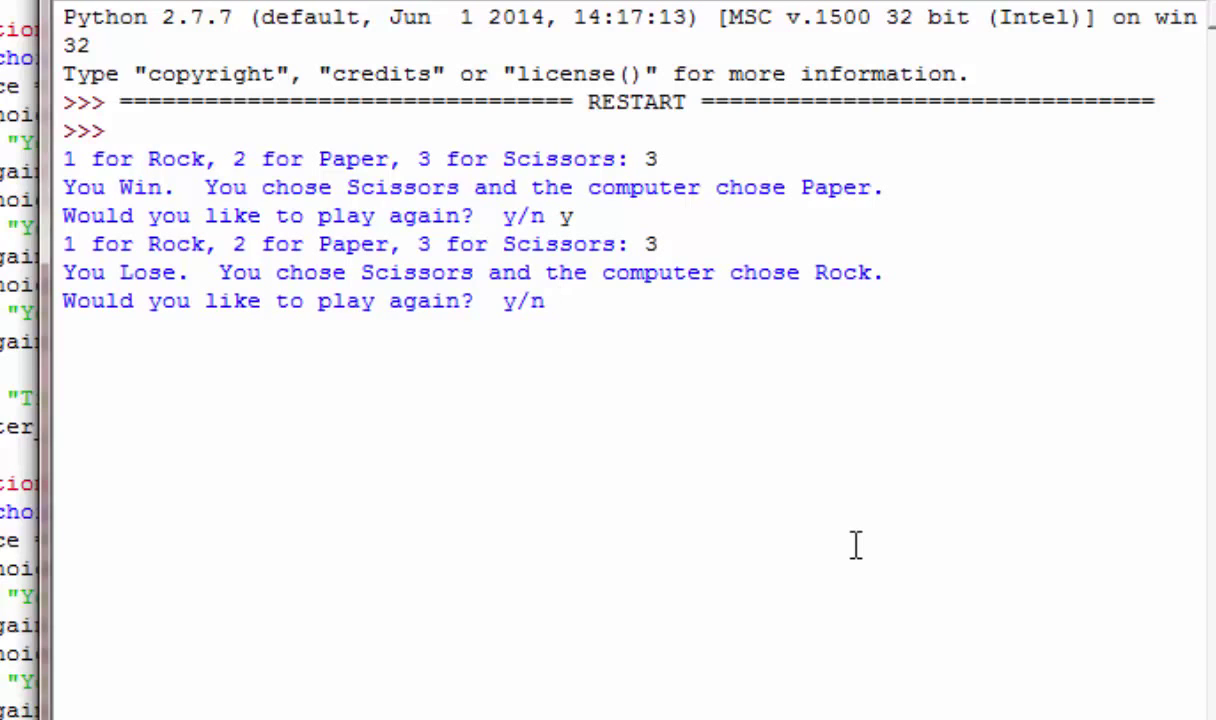 Python 2.7.7 (default, Jun  1 2014, 14:17:13) [MSC v.1500 32 bit (Intel)] on win
32
Type "copyright", "credits" or "license()" for more information.
>>> ================================ RESTART ================================
>>>
1 for Rock, 2 for Paper, 3 for Scissors: 3
You Win.  You chose Scissors and the computer chose Paper.
Would you like to play again?  y/n y
1 for Rock, 2 for Paper, 3 for Scissors: 3
You Lose.  You chose Scissors and the computer chose Rock.
Would you like to play again?  y/n